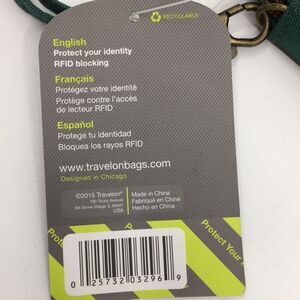 RECYCLABLE
English
Protect your identity
RFID blocking
Français
Protégez votre identité
Protège contre l'accès
de lecteur RFID
Español
Protege tu identidad
Bloquea los rayos RFID
www.travelonbags.com
Designed in Chicago
©2015 Travelon®
700 Touhy Avenue
Elk Grove Village, IL 60007
USA
Made in China
Fabriqué en Chine
Hecho en China
Protect Your
0 25732 03296 9